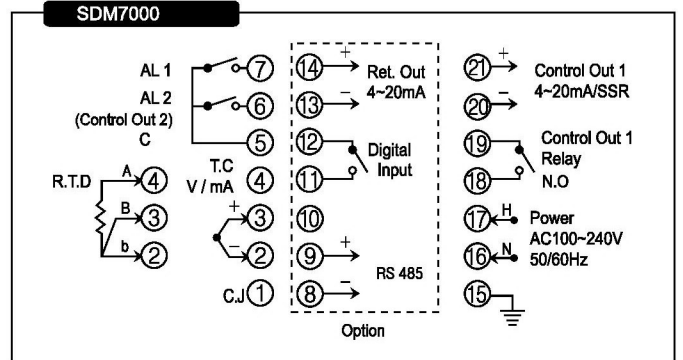 SDM7000
AL 1
7
AL 2
(Control Out 2)
6
C
5
R.T.D
A
4
B
3
b
2
T.C
V / mA
4
+
3
−
2
C.J
1
14
+
Ret. Out
13
−
4~20mA
12
Digital
11
Input
10
9
+
RS 485
8
−
Option
21
+
Control Out 1
20
−
4~20mA/SSR
19
Control Out 1
Relay
18
N.O
17
H
Power
AC100~240V
16
N
50/60Hz
15